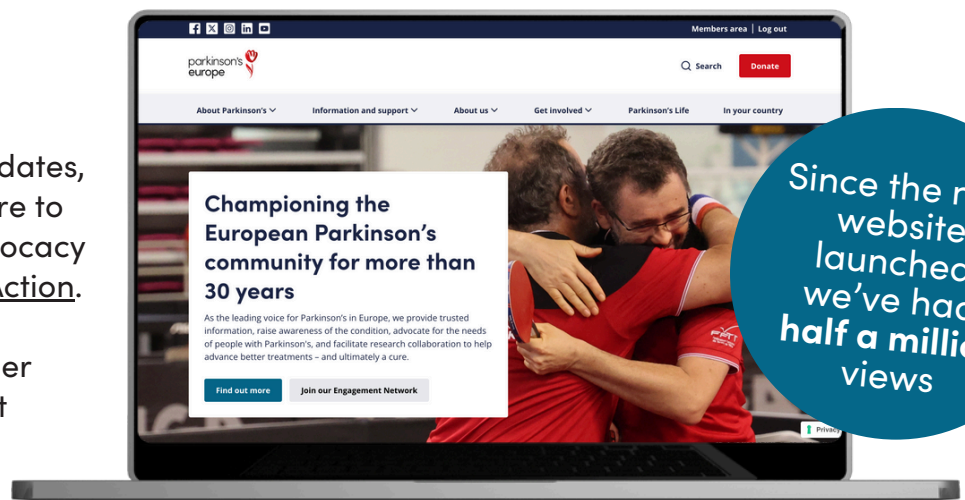 Members area | Log out
parkinson's
europe
Search
Donate
About Parkinson's
Information and support
About us
Get involved
Parkinson's Life
In your country
dates,
re to
ocacy
Action.
er
t
Championing the
European Parkinson's
community for more than
30 years
As the leading voice for Parkinson's in Europe, we provide trusted
information, raise awareness of the condition, advocate for the needs
of people with Parkinson's, and facilitate research collaboration to help
advance better treatments – and ultimately a cure.
Find out more
Join our Engagement Network
Since the
website
launched
we've had
half a milli
views
Privacy